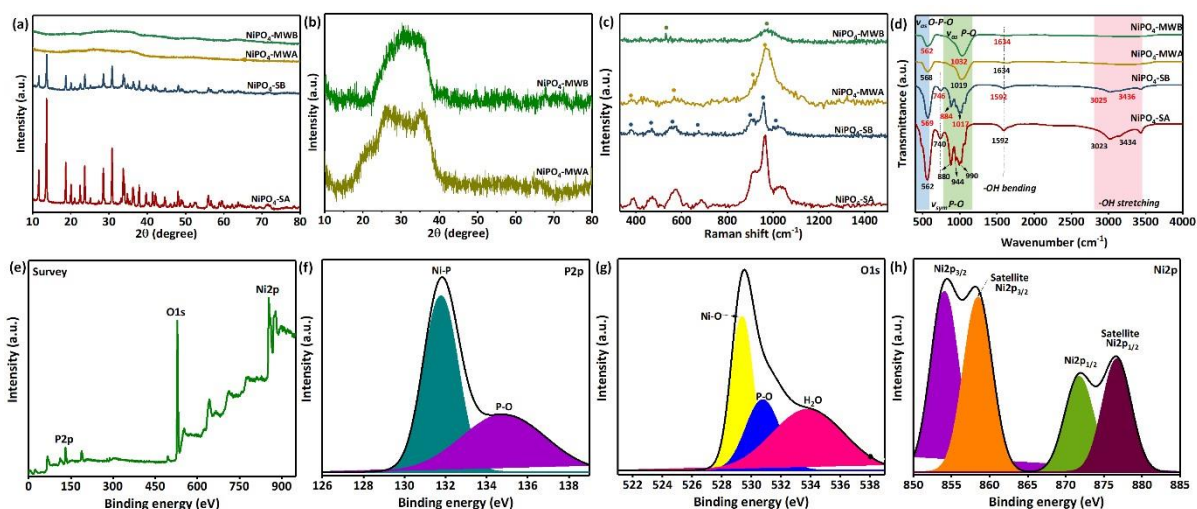 (a)
NiPO₄-MWB
NiPO₄-MWA
NiPO₄-SB
NiPO₄-SA
Intensity (a.u.)
10 20 30 40 50 60 70 80
2θ (degree)
(b)
NiPO₄-MWB
NiPO₄-MWA
Intensity (a.u.)
10 20 30 40 50 60 70 80
2θ (degree)
(c)
NiPO₄-MWB
NiPO₄-MWA
NiPO₄-SB
NiPO₄-SA
Intensity (a.u.)
400 600 800 1000 1200 1400
Raman shift (cm⁻¹)
(d)
νas O-P-O
νas P-O
NiPO₄-MWB
562
1032
1634
NiPO₄-MWA
568
1019
1634
NiPO₄-SB
746
1592
3025
3436
569
884
1017
NiPO₄-SA
740
1592
3023
3434
880
944
990
562
-OH bending
νsym P-O
-OH stretching
Transmittance (a.u.)
500 1000 1500 2000 2500 3000 3500 4000
Wavenumber (cm⁻¹)
(e)
Survey
O1s
Ni2p
P2p
Intensity (a.u.)
0 150 300 450 600 750 900
Binding energy (eV)
(f)
P2p
Ni-P
P-O
Intensity (a.u.)
126 128 130 132 134 136 138
Binding energy (eV)
(g)
O1s
Ni-O
P-O
H₂O
Intensity (a.u.)
522 524 526 528 530 532 534 536 538
Binding energy (eV)
(h)
Ni2p
Ni2p₃/₂
Satellite
Ni2p₃/₂
Satellite
Ni2p₁/₂
Ni2p₁/₂
Intensity (a.u.)
850 855 860 865 870 875 880 885
Binding energy (eV)